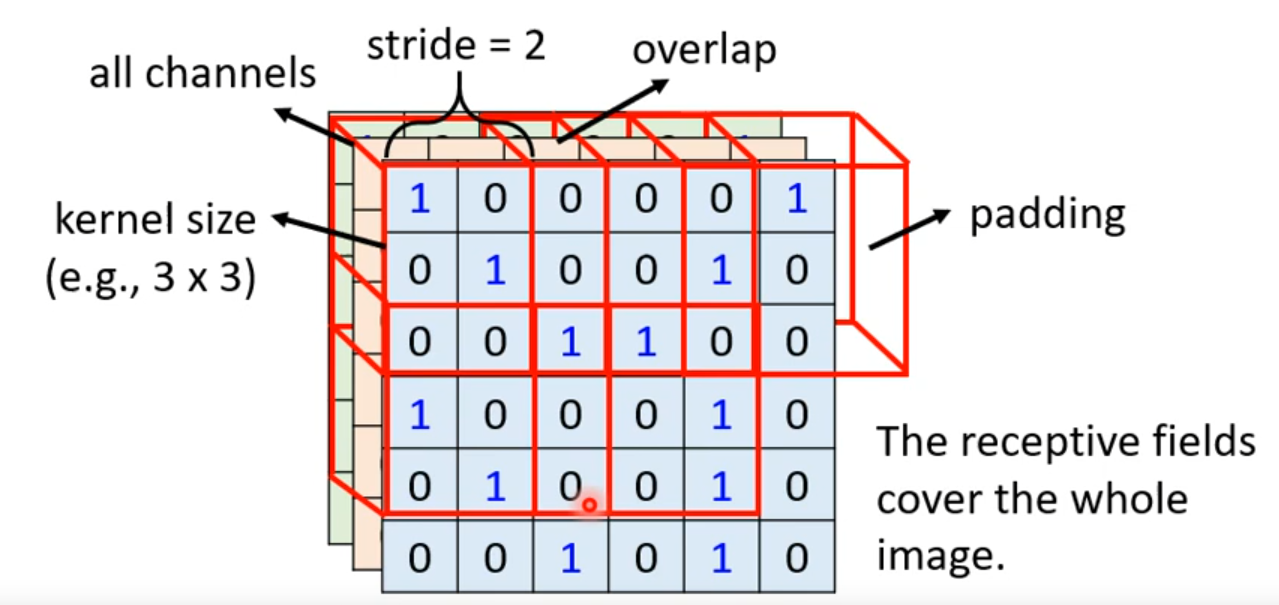 stride = 2
overlap
all channels
kernel size
(e.g., 3 x 3)
padding
1 0 0 0 0 1
0 1 0 0 1 0
0 0 1 1 0 0
1 0 0 0 1 0
0 1 0 0 1 0
0 0 1 0 1 0
The receptive fields
cover the whole
image.